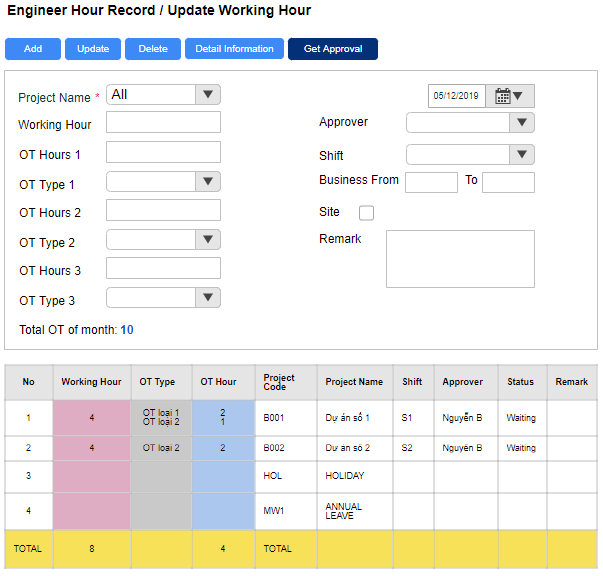 Engineer Hour Record / Update Working Hour
Add Update Delete Detail Information Get Approval
Project Name * All 05/12/2019
Working Hour Approver
OT Hours 1 Shift
OT Type 1 Business From To
OT Hours 2 Site
OT Type 2 Remark
OT Hours 3
OT Type 3
Total OT of month: 10
No Working Hour OT Type OT Hour Project Code Project Name Shift Approver Status Remark
1 4 OT loại 1 2 B001 Dự án số 1 S1 Nguyễn B Waiting
OT loại 2 1
2 4 OT loại 2 2 B002 Dự án số 2 S2 Nguyễn B Waiting
3 HOL HOLIDAY
4 MW1 ANNUAL LEAVE
TOTAL 8 4 TOTAL